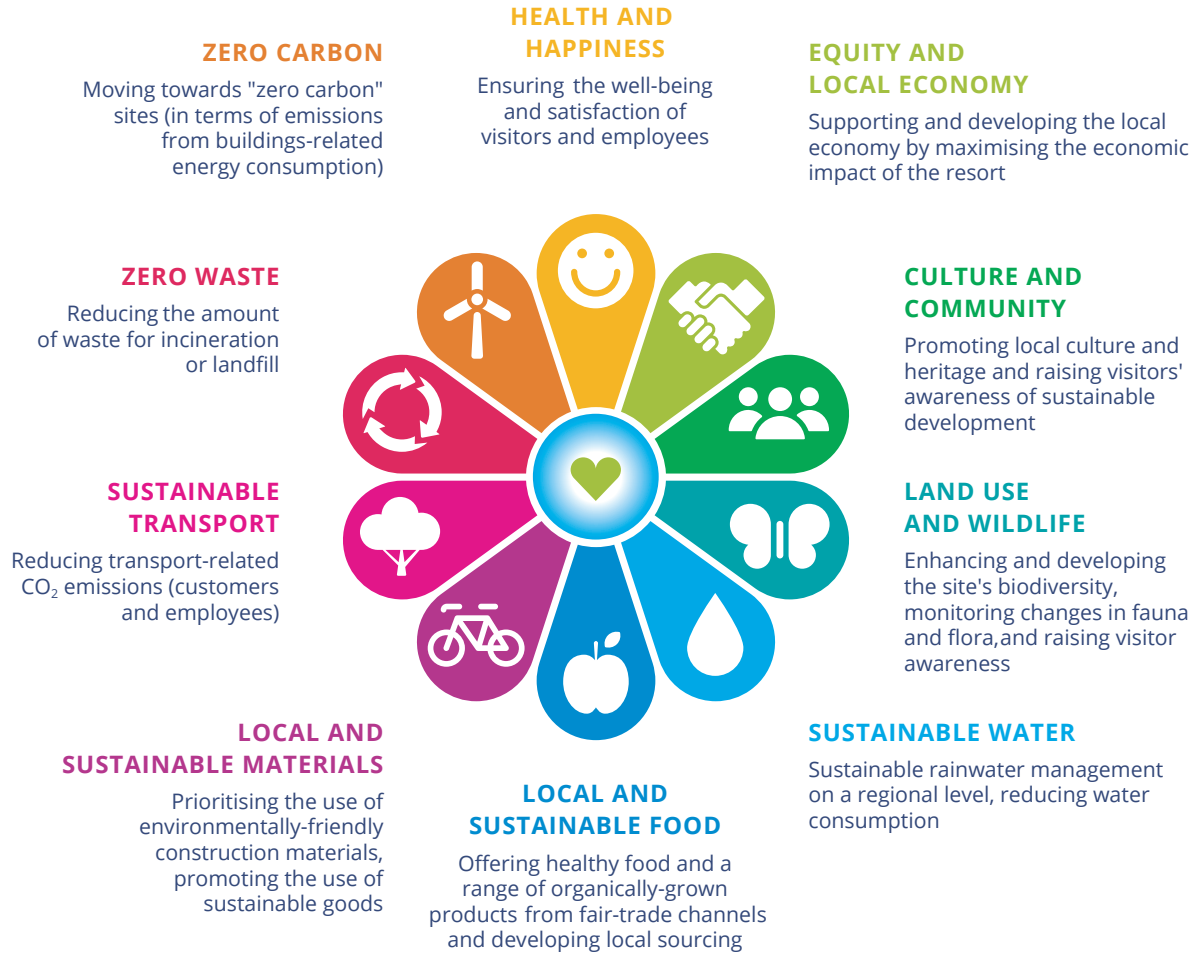 HEALTH AND
HAPPINESS
Ensuring the well-being
and satisfaction of
visitors and employees
ZERO CARBON
Moving towards "zero carbon"
sites (in terms of emissions
from buildings-related
energy consumption)
EQUITY AND
LOCAL ECONOMY
Supporting and developing the local
economy by maximising the economic
impact of the resort
ZERO WASTE
Reducing the amount
of waste for incineration
or landfill
CULTURE AND
COMMUNITY
Promoting local culture and
heritage and raising visitors'
awareness of sustainable
development
SUSTAINABLE
TRANSPORT
Reducing transport-related
CO₂ emissions (customers
and employees)
LAND USE
AND WILDLIFE
Enhancing and developing
the site's biodiversity,
monitoring changes in fauna
and flora,and raising visitor
awareness
LOCAL AND
SUSTAINABLE MATERIALS
Prioritising the use of
environmentally-friendly
construction materials,
promoting the use of
sustainable goods
LOCAL AND
SUSTAINABLE FOOD
Offering healthy food and a
range of organically-grown
products from fair-trade channels
and developing local sourcing
SUSTAINABLE WATER
Sustainable rainwater management
on a regional level, reducing water
consumption